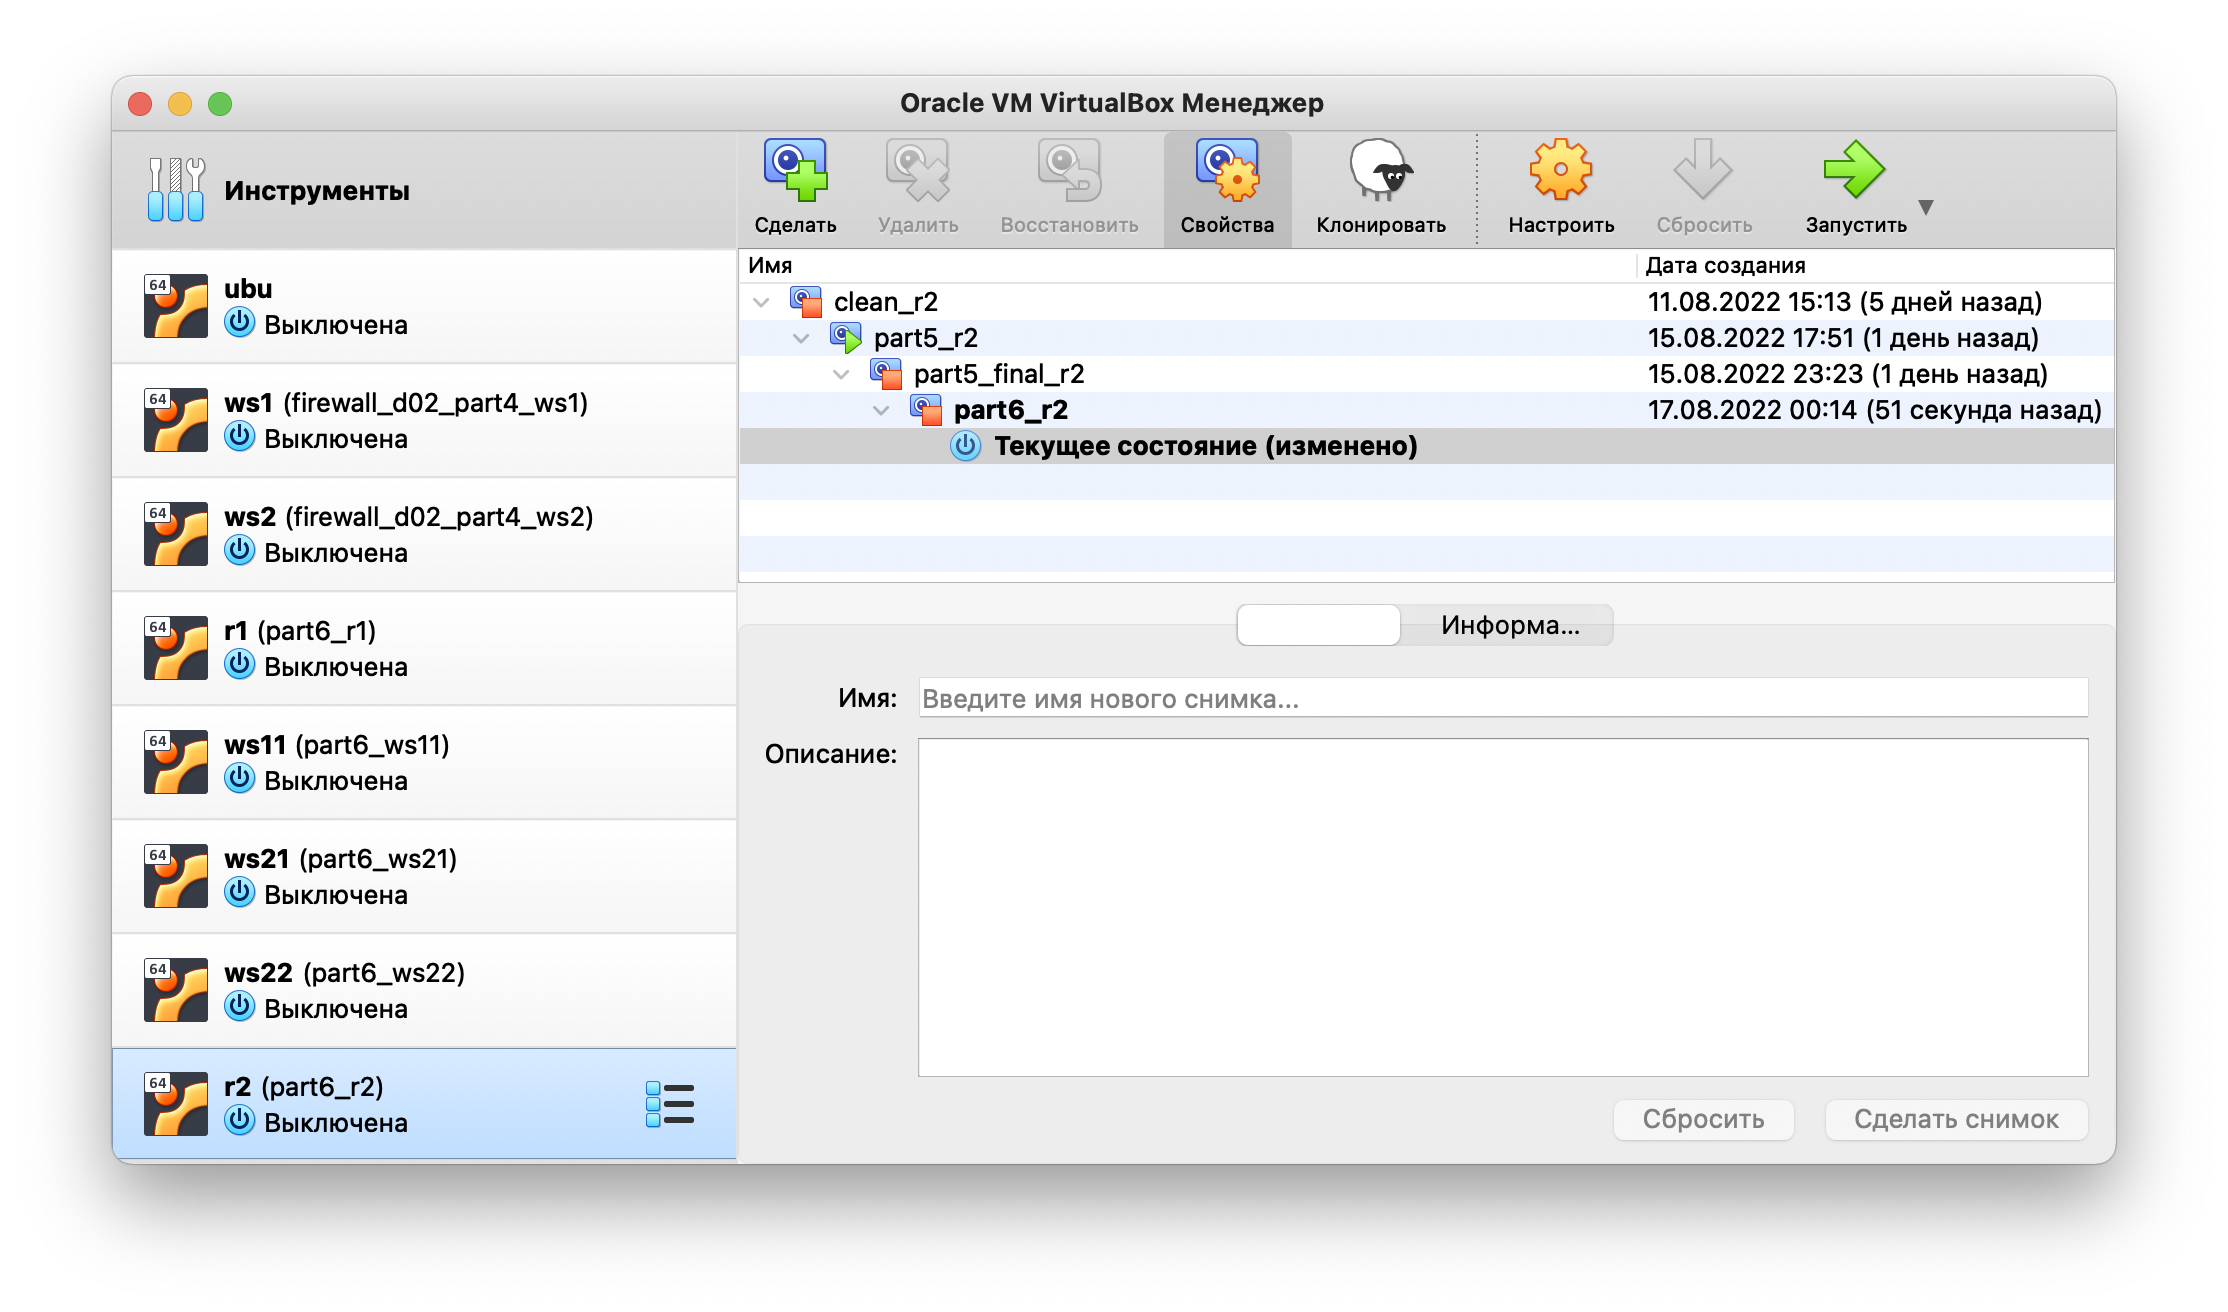 Oracle VM VirtualBox Менеджер
Инструменты
Сделать
Удалить
Восстановить
Свойства
Клонировать
Настроить
Сбросить
Запустить
64
ubu
Выключена
64
ws1 (firewall_d02_part4_ws1)
Выключена
64
ws2 (firewall_d02_part4_ws2)
Выключена
64
r1 (part6_r1)
Выключена
64
ws11 (part6_ws11)
Выключена
64
ws21 (part6_ws21)
Выключена
64
ws22 (part6_ws22)
Выключена
64
r2 (part6_r2)
Выключена
Имя Дата создания
clean_r2 11.08.2022 15:13 (5 дней назад)
part5_r2 15.08.2022 17:51 (1 день назад)
part5_final_r2 15.08.2022 23:23 (1 день назад)
part6_r2 17.08.2022 00:14 (51 секунда назад)
Текущее состояние (изменено)
Информа...
Имя: Введите имя нового снимка...
Описание:
Сбросить Сделать снимок